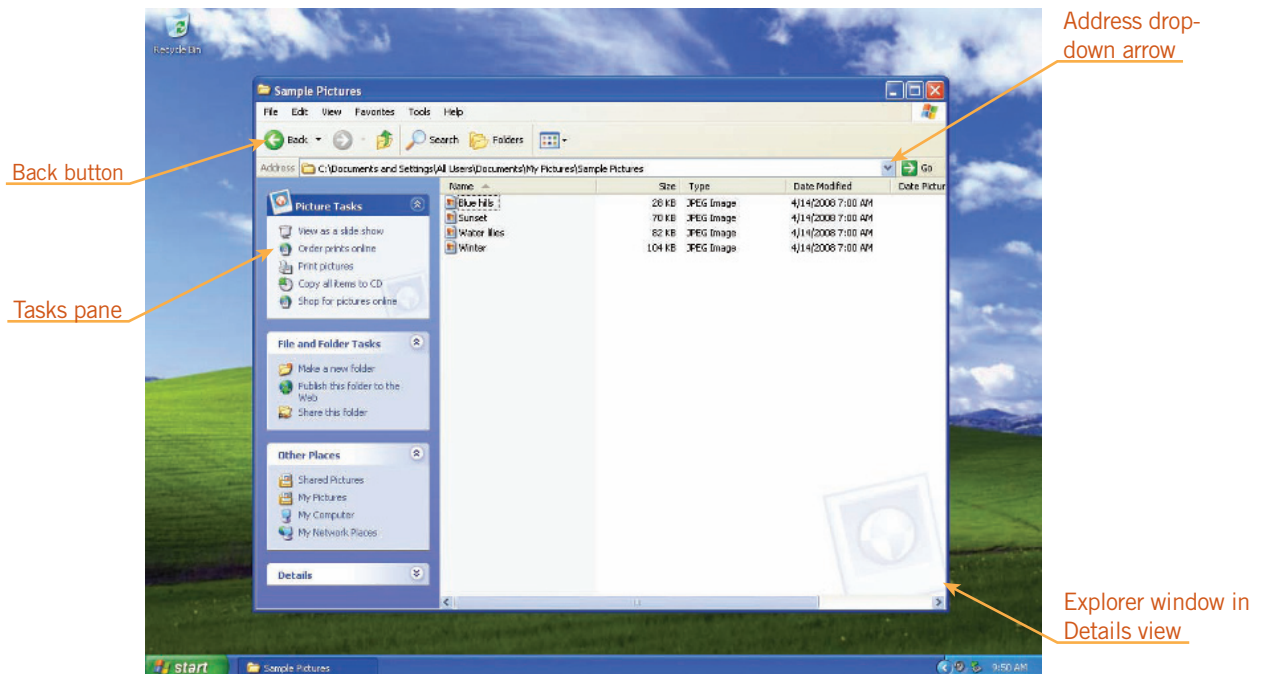 Address drop-
down arrow
Recycle Bin
Sample Pictures
File Edit View Favorites Tools Help
Back Search Folders
Back button
Address C:\Documents and Settings\All Users\Documents\My Pictures\Sample Pictures Go
Name Size Type Date Modified Date Pictur
Blue hills 28 KB JPEG Image 4/14/2008 7:00 AM
Sunset 70 KB JPEG Image 4/14/2008 7:00 AM
Water lilies 82 KB JPEG Image 4/14/2008 7:00 AM
Winter 104 KB JPEG Image 4/14/2008 7:00 AM
Picture Tasks
View as a slide show
Order prints online
Print pictures
Copy all items to CD
Shop for pictures online
Tasks pane
File and Folder Tasks
Make a new folder
Publish this folder to the
Web
Share this folder
Other Places
Shared Pictures
My Pictures
My Computer
My Network Places
Details
Explorer window in
Details view
start Sample Pictures 9:50 AM